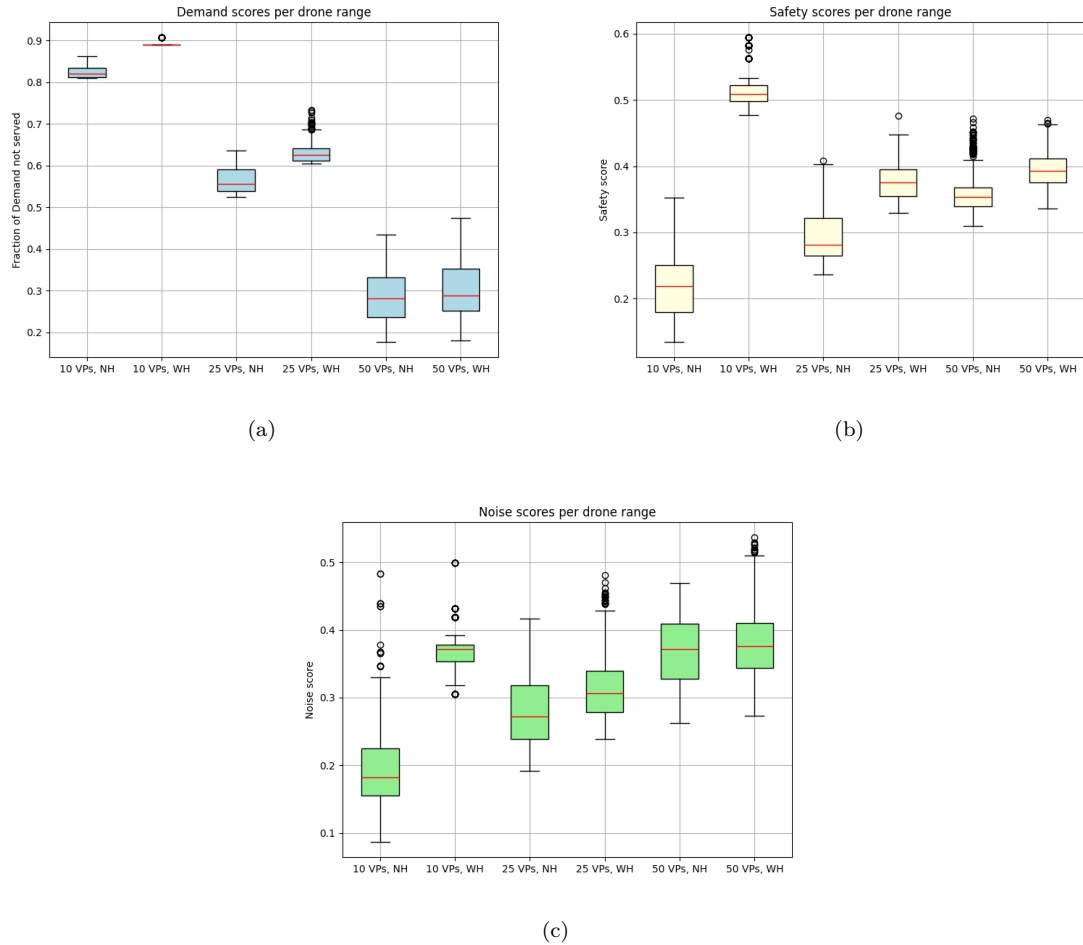 Demand scores per drone range
Fraction of Demand not served
0.9
0.8
0.7
0.6
0.5
0.4
0.3
0.2
10 VPs, NH 10 VPs, WH 25 VPs, NH 25 VPs, WH 50 VPs, NH 50 VPs, WH
(a)
Safety scores per drone range
Safety score
0.6
0.5
0.4
0.3
0.2
10 VPs, NH 10 VPs, WH 25 VPs, NH 25 VPs, WH 50 VPs, NH 50 VPs, WH
(b)
Noise scores per drone range
Noise score
0.5
0.4
0.3
0.2
0.1
10 VPs, NH 10 VPs, WH 25 VPs, NH 25 VPs, WH 50 VPs, NH 50 VPs, WH
(c)